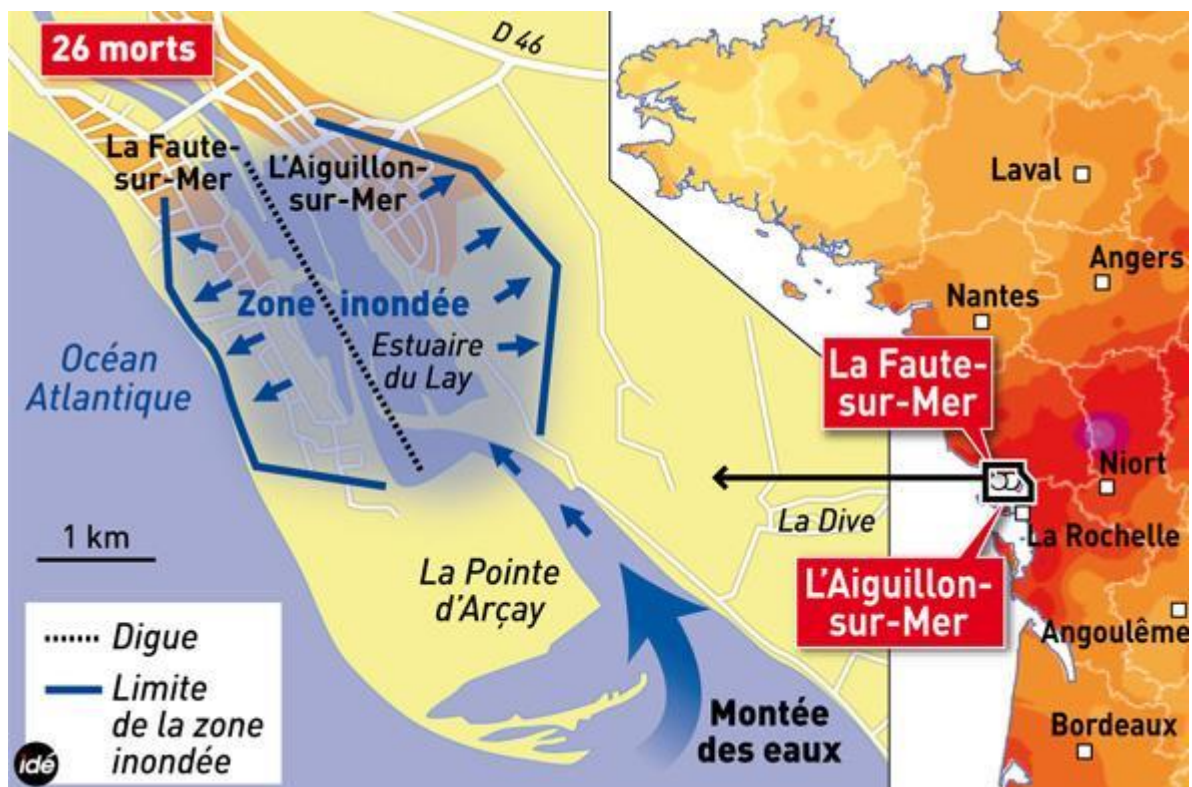 26 morts
D 46
La Faute-
sur-Mer
L'Aiguillon-
sur-Mer
Zone inondée
Estuaire
du Lay
Océan
Atlantique
1 km
La Pointe
d'Arçay
La Dive
Montée
des eaux
Digue
Limite
de la zone
inondée
idé
Laval
Angers
Nantes
La Faute-
sur-Mer
Niort
La Rochelle
L'Aiguillon-
sur-Mer
Angoulême
Bordeaux